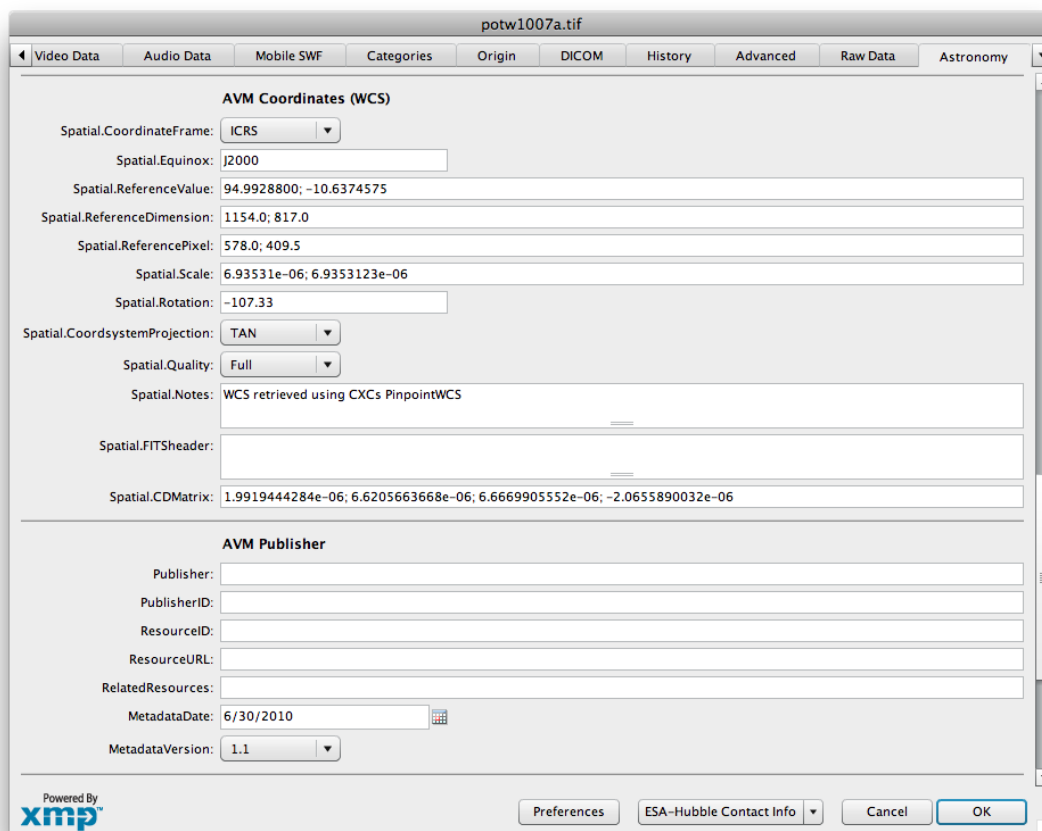 potw1007a.tif
Video Data Audio Data Mobile SWF Categories Origin DICOM History Advanced Raw Data Astronomy
AVM Coordinates (WCS)
Spatial.CoordinateFrame: ICRS
Spatial.Equinox: J2000
Spatial.ReferenceValue: 94.9928800; -10.6374575
Spatial.ReferenceDimension: 1154.0; 817.0
Spatial.ReferencePixel: 578.0; 409.5
Spatial.Scale: 6.93531e-06; 6.9353123e-06
Spatial.Rotation: -107.33
Spatial.CoordsystemProjection: TAN
Spatial.Quality: Full
Spatial.Notes: WCS retrieved using CXCs PinpointWCS
Spatial.FITSheader:
Spatial.CDMatrix: 1.9919444284e-06; 6.6205663668e-06; 6.6669905552e-06; -2.0655890032e-06
AVM Publisher
Publisher:
PublisherID:
ResourceID:
ResourceURL:
RelatedResources:
MetadataDate: 6/30/2010
MetadataVersion: 1.1
Powered By
xmp™
Preferences ESA-Hubble Contact Info Cancel OK